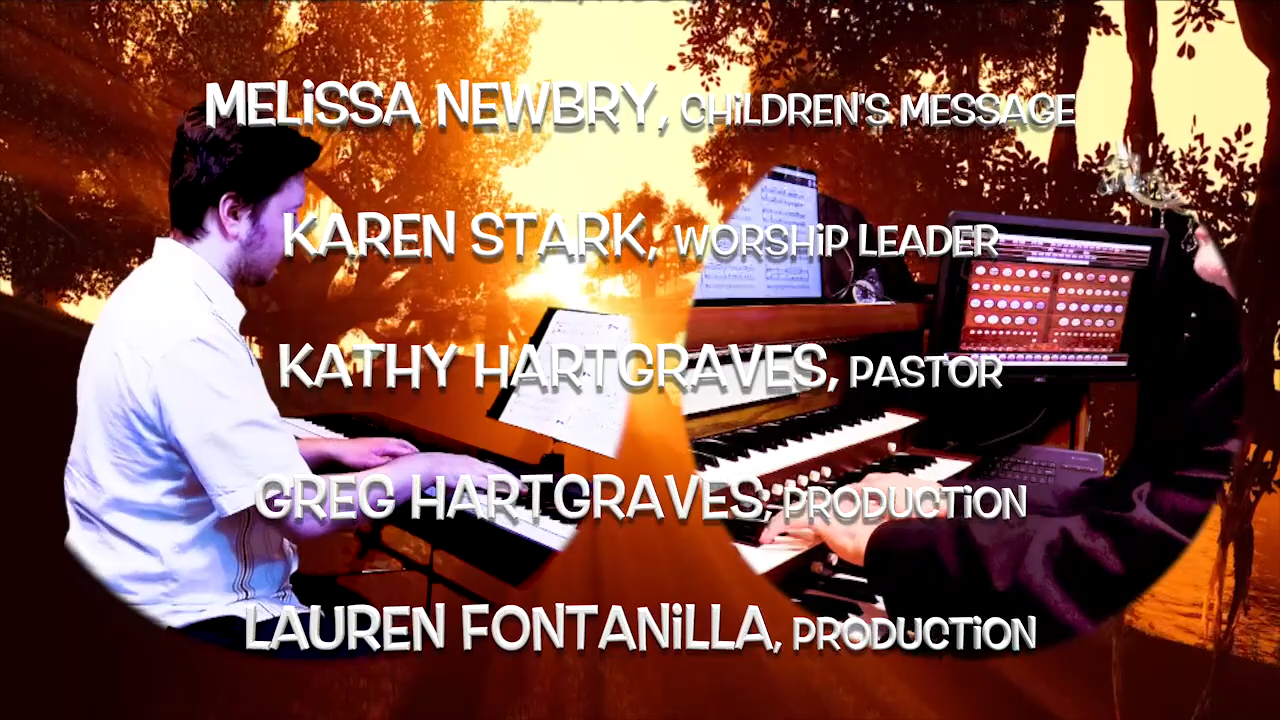 MELiSSA NEWBRY, CHiLDREN'S MESSAGE
KAREN STARK, WORSHiP LEADER
KATHY HARTGRAVES, PASTOR
GREG HARTGRAVES, PRODUCTiON
LAUREN FONTANiLLA, PRODUCTiON